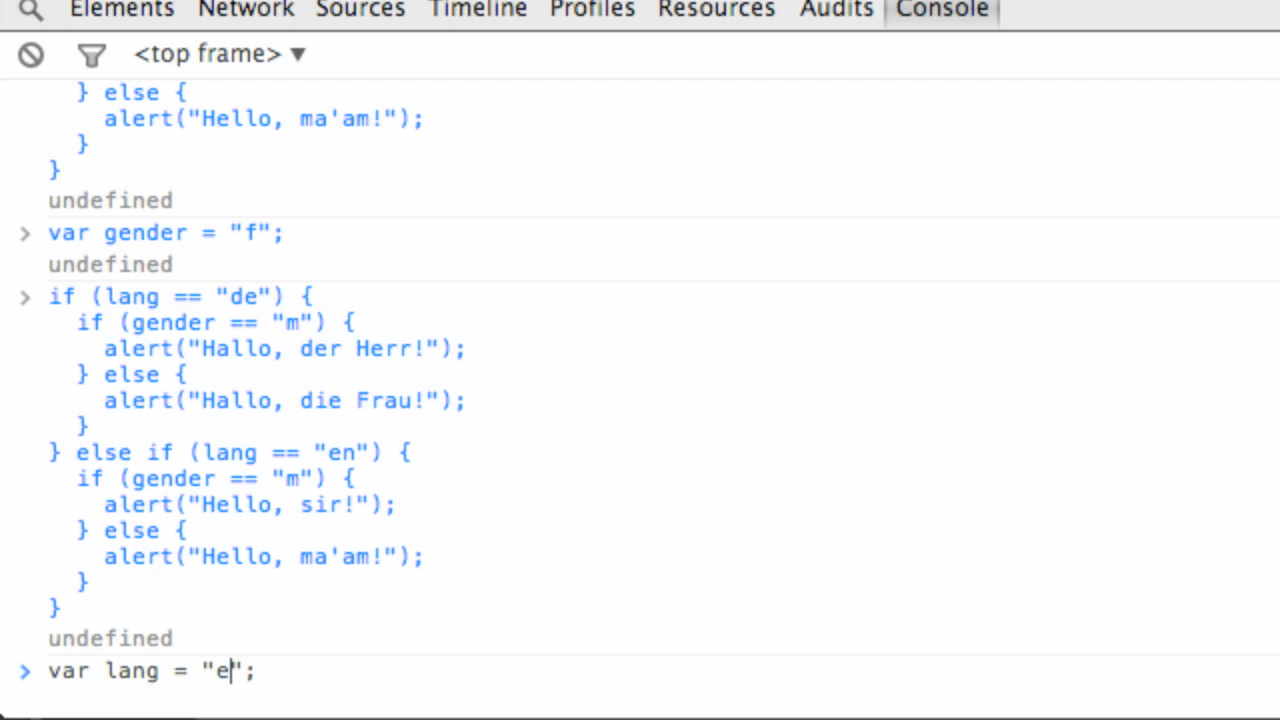 Elements Network Sources Timeline Profiles Resources Audits Console
<top frame> ▼
} else {
alert("Hello, ma'am!");
}
}
undefined
> var gender = "f";
undefined
> if (lang == "de") {
if (gender == "m") {
alert("Hallo, der Herr!");
} else {
alert("Hallo, die Frau!");
}
} else if (lang == "en") {
if (gender == "m") {
alert("Hello, sir!");
} else {
alert("Hello, ma'am!");
}
}
undefined
> var lang = "e";